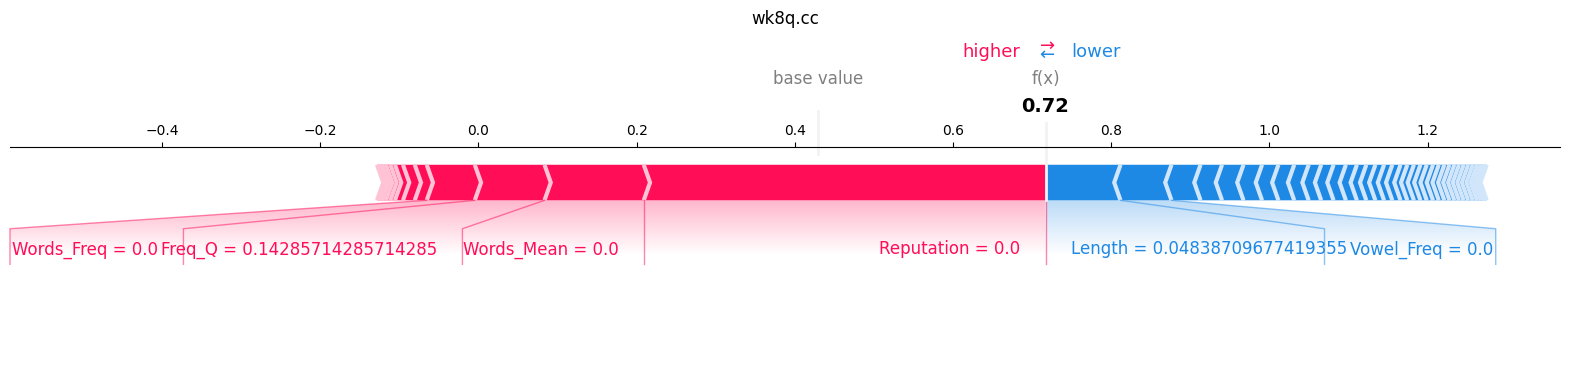 wk8q.cc
higher ⇄ lower
base value f(x)
0.72
−0.4 −0.2 0.0 0.2 0.4 0.6 0.8 1.0 1.2
Words_Freq = 0.0 Freq_Q = 0.14285714285714285 Words_Mean = 0.0 Reputation = 0.0 Length = 0.04838709677419355 Vowel_Freq = 0.0